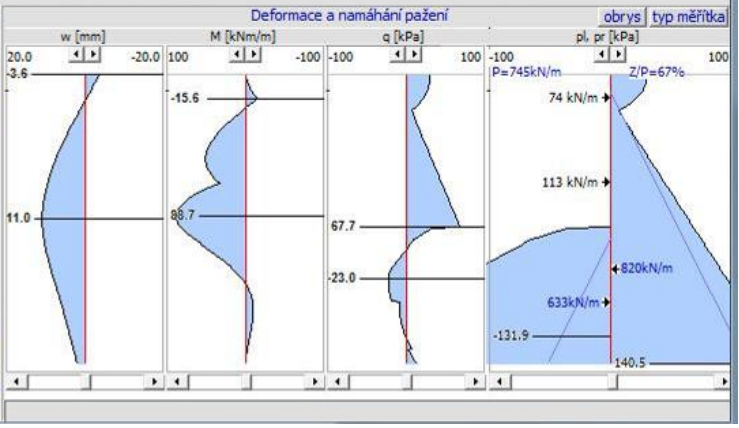 Deformace a namáhání pažení
obrys
typ měřítka
w [mm]
M [kNm/m]
q [kPa]
pl, pr [kPa]
20.0
-20.0
100
-100
-100
100
-100
100
-3.6
-15.6
P=745kN/m
Z/P=67%
74 kN/m
113 kN/m
11.0
88.7
67.7
820kN/m
-23.0
633kN/m
-131.9
140.5